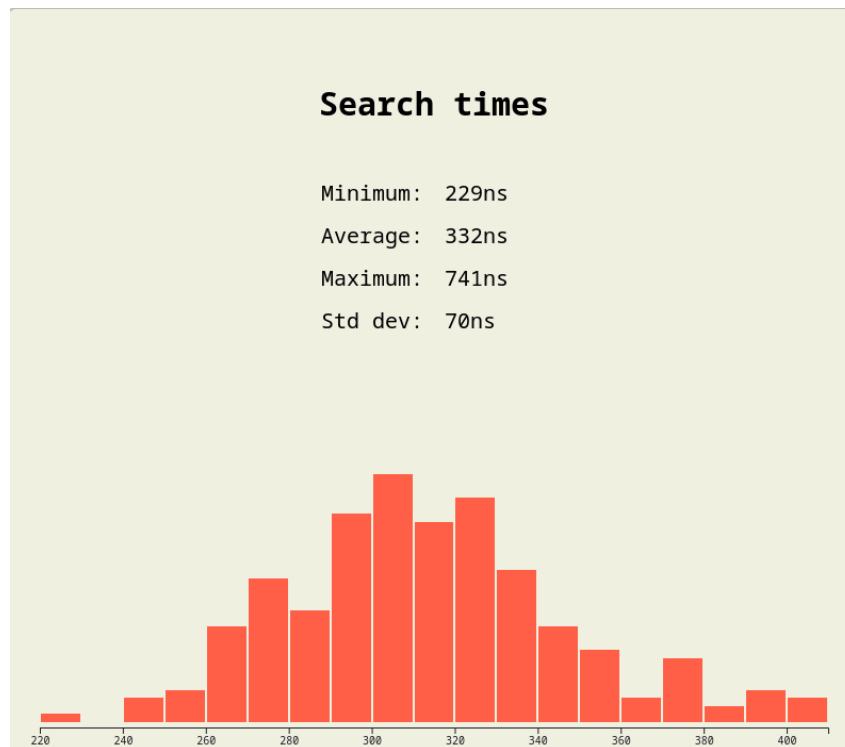 Search times
Minimum: 229ns
Average: 332ns
Maximum: 741ns
Std dev: 70ns
220 240 260 280 300 320 340 360 380 400